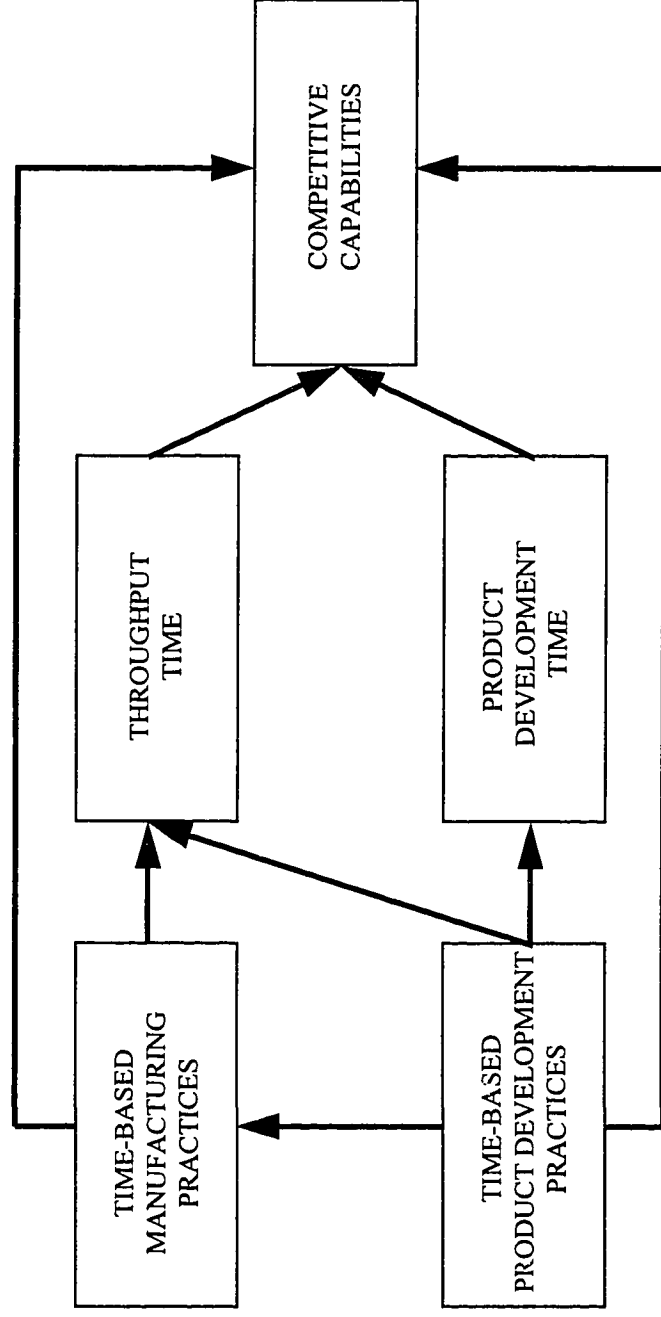 TIME-BASED
MANUFACTURING
PRACTICES
THROUGHPUT
TIME
COMPETITIVE
CAPABILITIES
TIME-BASED
PRODUCT DEVELOPMENT
PRACTICES
PRODUCT
DEVELOPMENT
TIME